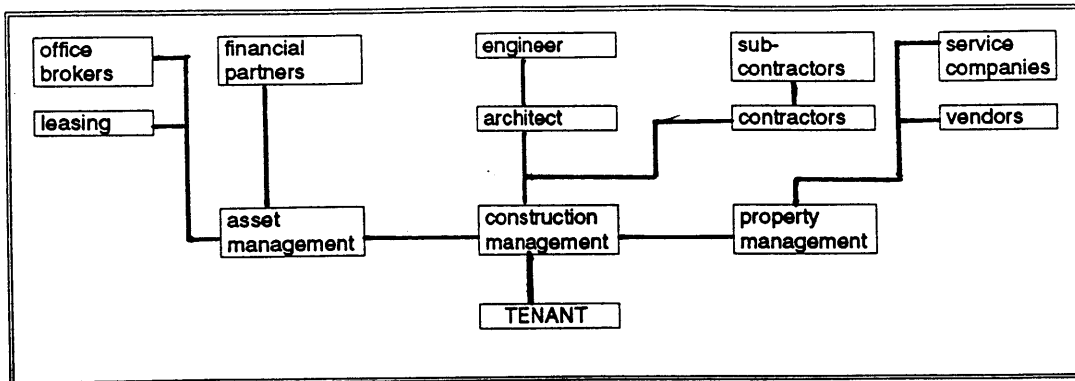 office
brokers
financial
partners
engineer
sub-
contractors
service
companies
leasing
architect
contractors
vendors
asset
management
construction
management
property
management
TENANT